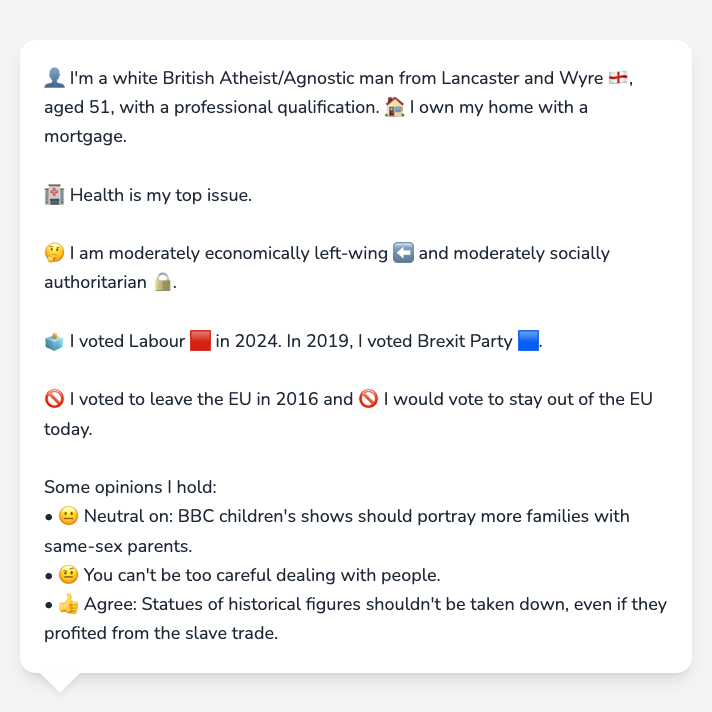 👤 I'm a white British Atheist/Agnostic man from Lancaster and Wyre 🏴󠁧󠁢󠁥󠁮󠁧󠁿,
aged 51, with a professional qualification. 🏠 I own my home with a
mortgage.
🏥 Health is my top issue.
🤔 I am moderately economically left-wing ⬅️ and moderately socially
authoritarian 🔒.
🗳️ I voted Labour 🟥 in 2024. In 2019, I voted Brexit Party 🟦.
🚫 I voted to leave the EU in 2016 and 🚫 I would vote to stay out of the EU
today.
Some opinions I hold:
• 😐 Neutral on: BBC children's shows should portray more families with
same-sex parents.
• 🤨 You can't be too careful dealing with people.
• 👍 Agree: Statues of historical figures shouldn't be taken down, even if they
profited from the slave trade.